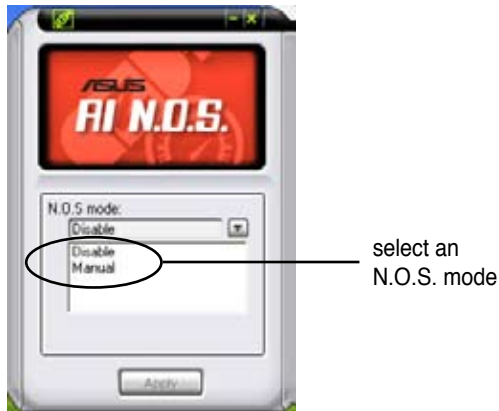 ASUS
AI N.O.S.
N.O.S mode:
Disable
Disable
Manual
select an
N.O.S. mode
Apply